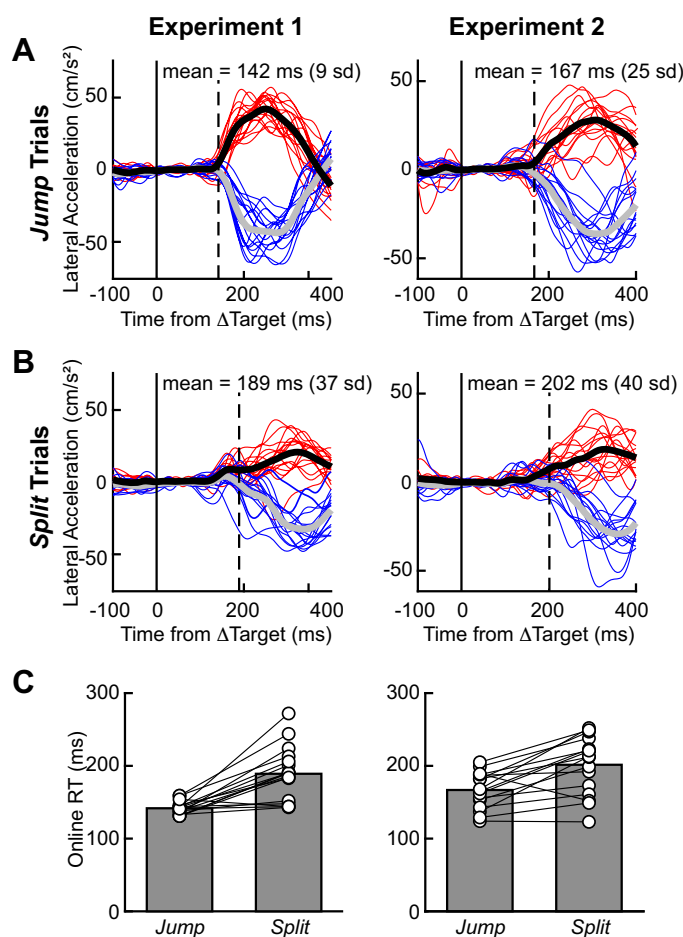 Experiment 1
Experiment 2
A
Jump Trials
Lateral Acceleration (cm/s²)
mean = 142 ms (9 sd)
50
0
-50
-100
0
200
400
Time from ΔTarget (ms)
mean = 167 ms (25 sd)
50
0
-50
-100
0
200
400
Time from ΔTarget (ms)
B
Split Trials
Lateral Acceleration (cm/s²)
mean = 189 ms (37 sd)
50
0
-50
-100
0
200
400
Time from ΔTarget (ms)
mean = 202 ms (40 sd)
50
0
-50
-100
0
200
400
Time from ΔTarget (ms)
C
Online RT (ms)
300
200
100
0
Jump
Split
300
200
100
0
Jump
Split